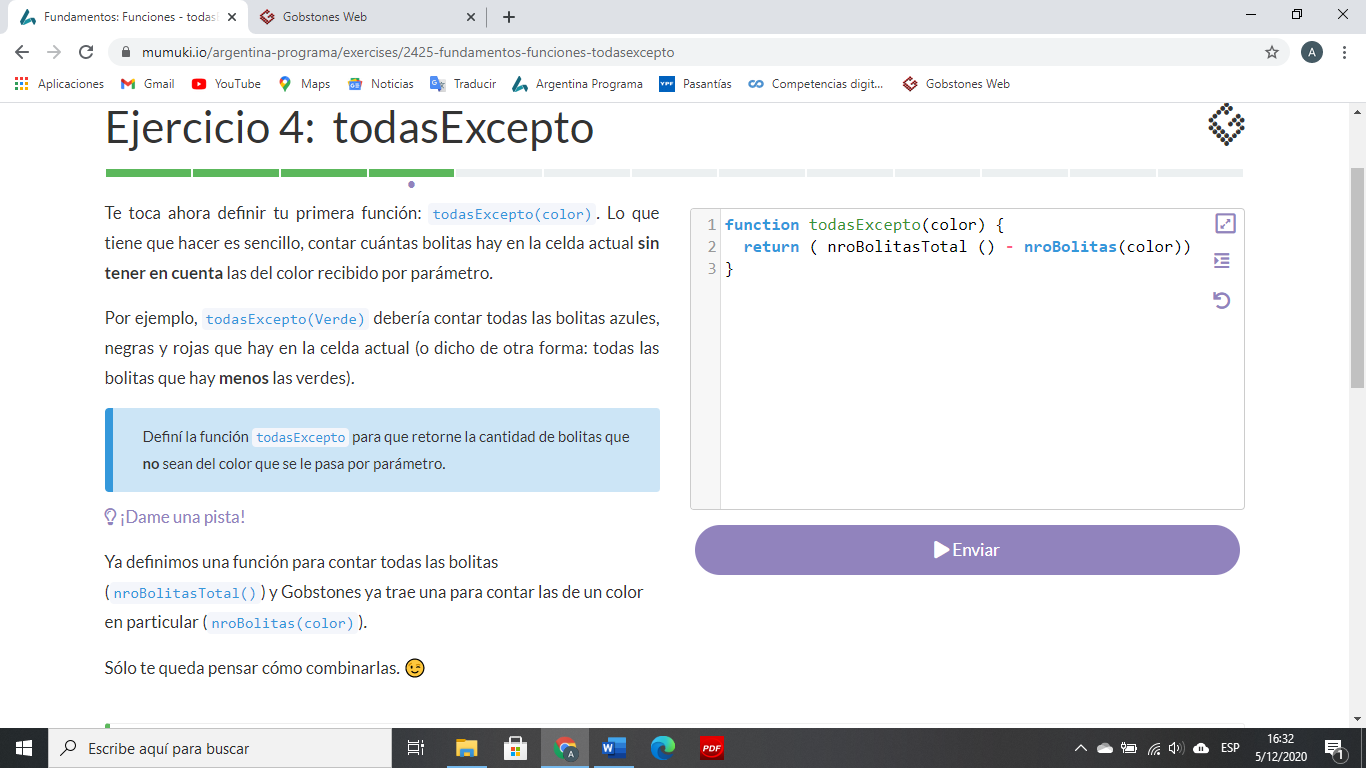 Fundamentos: Funciones - todas
Gobstones Web
mumuki.io/argentina-programa/exercises/2425-fundamentos-funciones-todasexcepto
A
Aplicaciones Gmail YouTube Maps Noticias Traducir Argentina Programa YPF Pasantías Competencias digit... Gobstones Web
Ejercicio 4: todasExcepto
Te toca ahora definir tu primera función: todasExcepto(color). Lo que
tiene que hacer es sencillo, contar cuántas bolitas hay en la celda actual sin
tener en cuenta las del color recibido por parámetro.
Por ejemplo, todasExcepto(Verde) debería contar todas las bolitas azules,
negras y rojas que hay en la celda actual (o dicho de otra forma: todas las
bolitas que hay menos las verdes).
Definí la función todasExcepto para que retorne la cantidad de bolitas que
no sean del color que se le pasa por parámetro.
¡Dame una pista!
Ya definimos una función para contar todas las bolitas
( nroBolitasTotal() ) y Gobstones ya trae una para contar las de un color
en particular ( nroBolitas(color) ).
Sólo te queda pensar cómo combinarlas. 😉
1 function todasExcepto(color) {
2 return ( nroBolitasTotal () - nroBolitas(color))
3 }
Enviar
Escribe aquí para buscar
A
W
PDF
ESP
16:32
5/12/2020
1